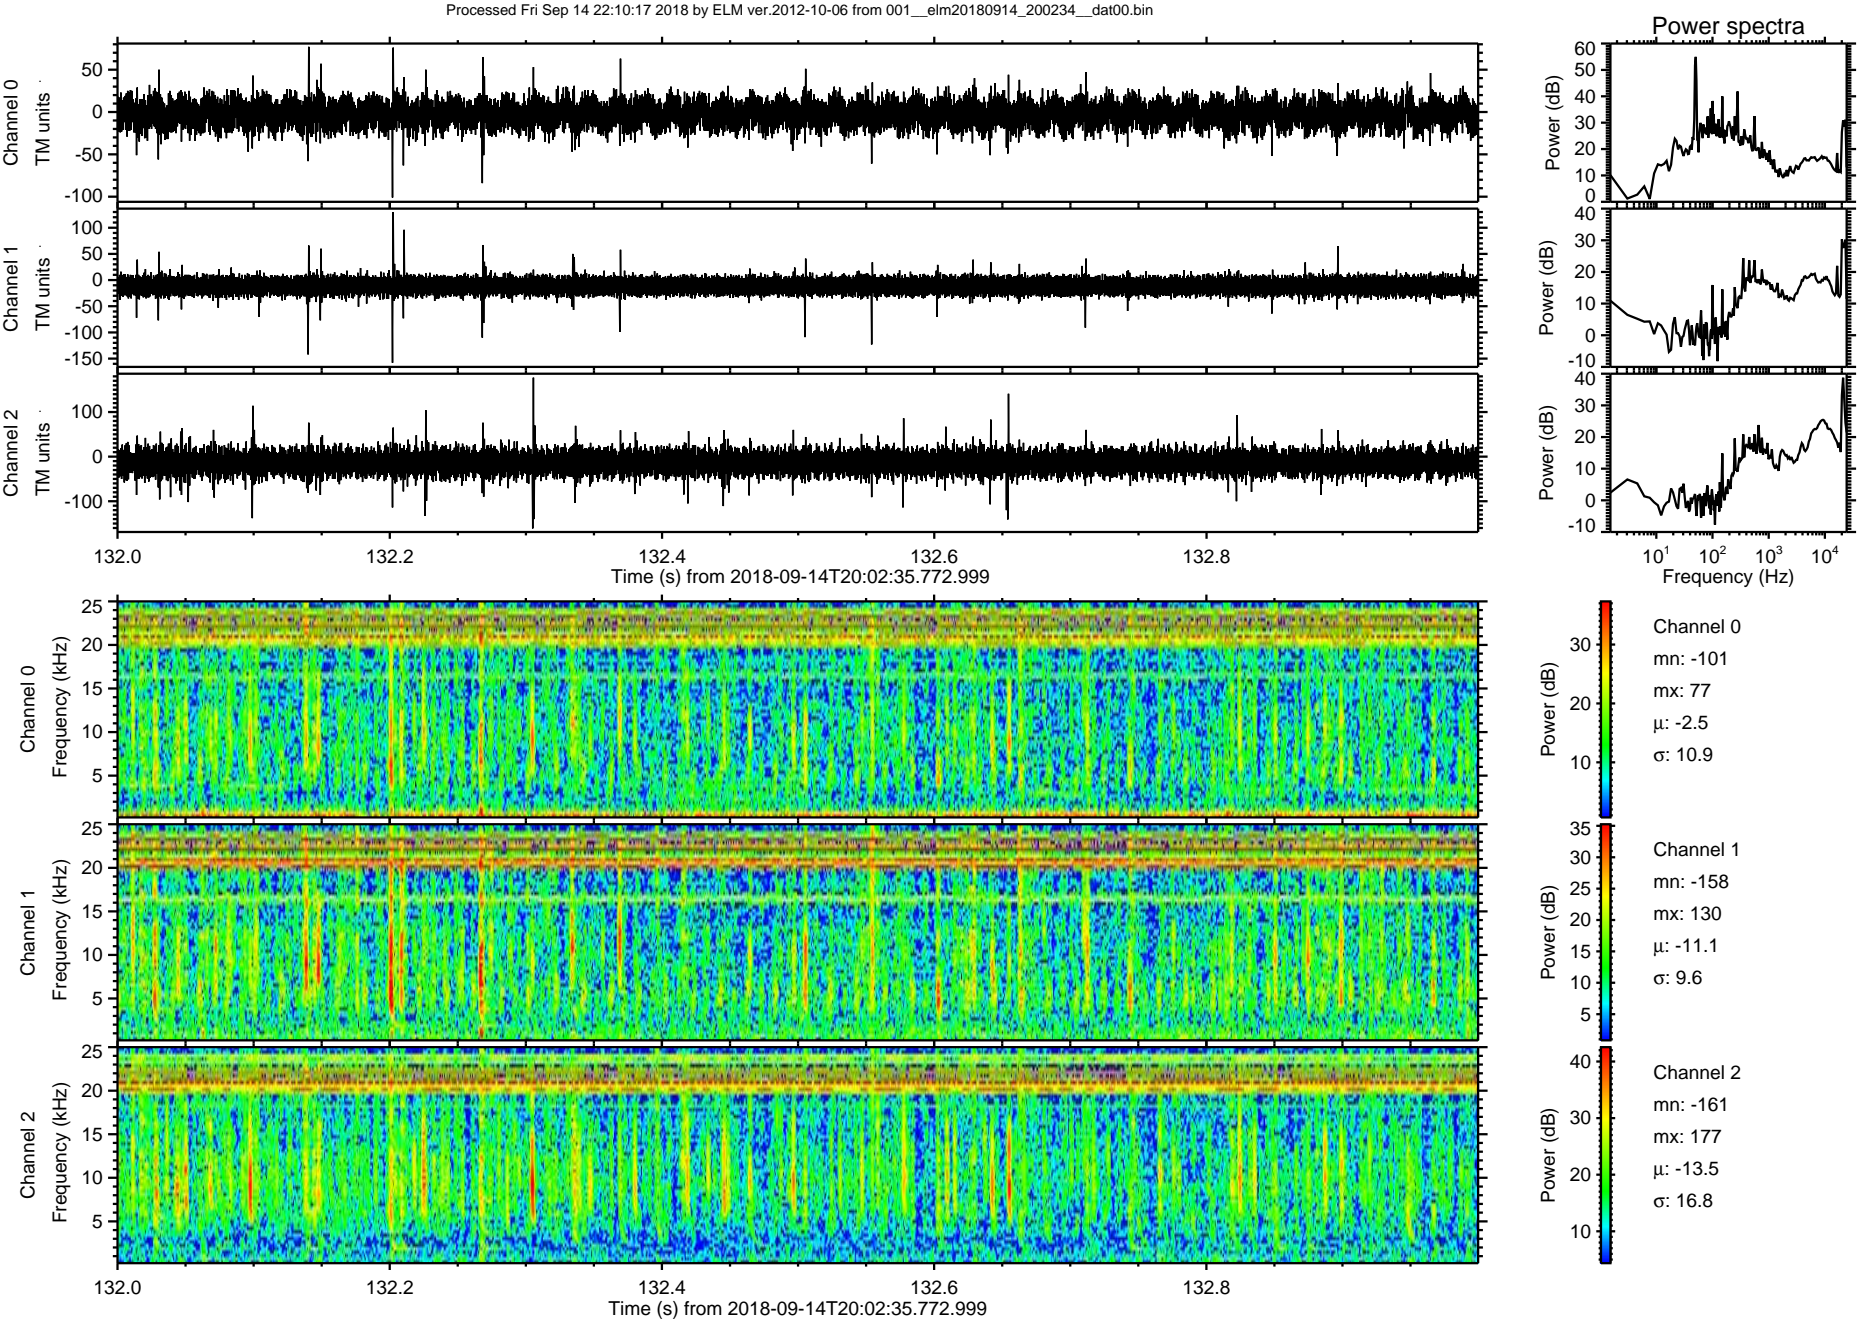 Processed Fri Sep 14 22:10:17 2018 by ELM ver.2012-10-06 from 001__elm20180914_200234__dat00.bin
Power spectra
Channel 0
TM units
50
0
-50
-100
Power (dB)
60
50
40
30
20
10
0
Channel 1
TM units
100
50
0
-50
-100
-150
Power (dB)
40
30
20
10
0
-10
Channel 2
TM units
100
0
-100
Power (dB)
40
30
20
10
0
-10
132.0 132.2 132.4 132.6 132.8
Time (s) from 2018-09-14T20:02:35.772.999
10¹ 10² 10³ 10⁴
Frequency (Hz)
Channel 0
Frequency (kHz)
25
20
15
10
5
Power (dB)
30
20
10
Channel 0
mn: -101
mx: 77
μ: -2.5
σ: 10.9
Channel 1
Frequency (kHz)
25
20
15
10
5
Power (dB)
35
30
25
20
15
10
5
Channel 1
mn: -158
mx: 130
μ: -11.1
σ: 9.6
Channel 2
Frequency (kHz)
25
20
15
10
5
Power (dB)
40
30
20
10
Channel 2
mn: -161
mx: 177
μ: -13.5
σ: 16.8
132.0 132.2 132.4 132.6 132.8
Time (s) from 2018-09-14T20:02:35.772.999